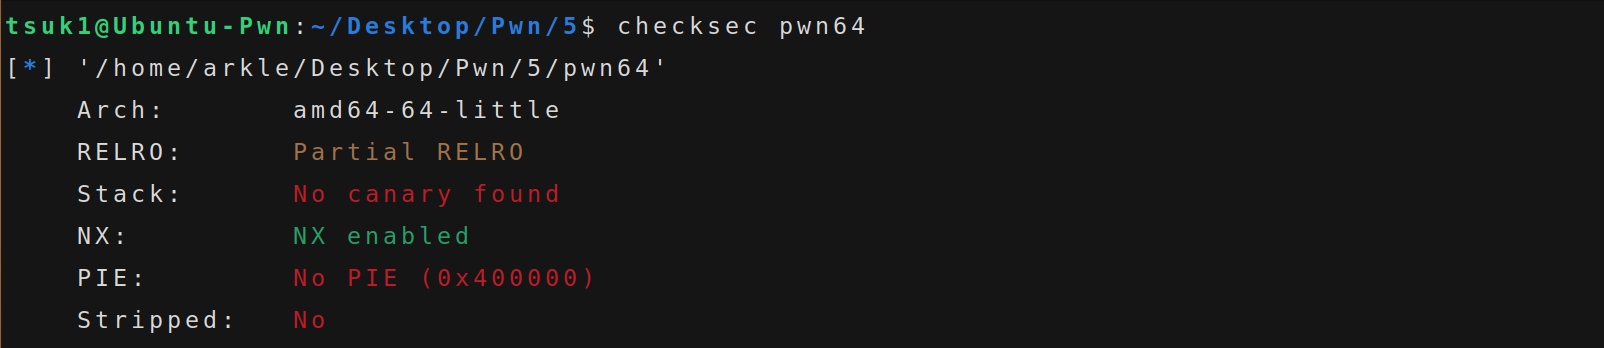 tsuk1@Ubuntu-Pwn:~/Desktop/Pwn/5$ checksec pwn64
[*] '/home/arkle/Desktop/Pwn/5/pwn64'
    Arch:       amd64-64-little
    RELRO:      Partial RELRO
    Stack:      No canary found
    NX:         NX enabled
    PIE:        No PIE (0x400000)
    Stripped:   No